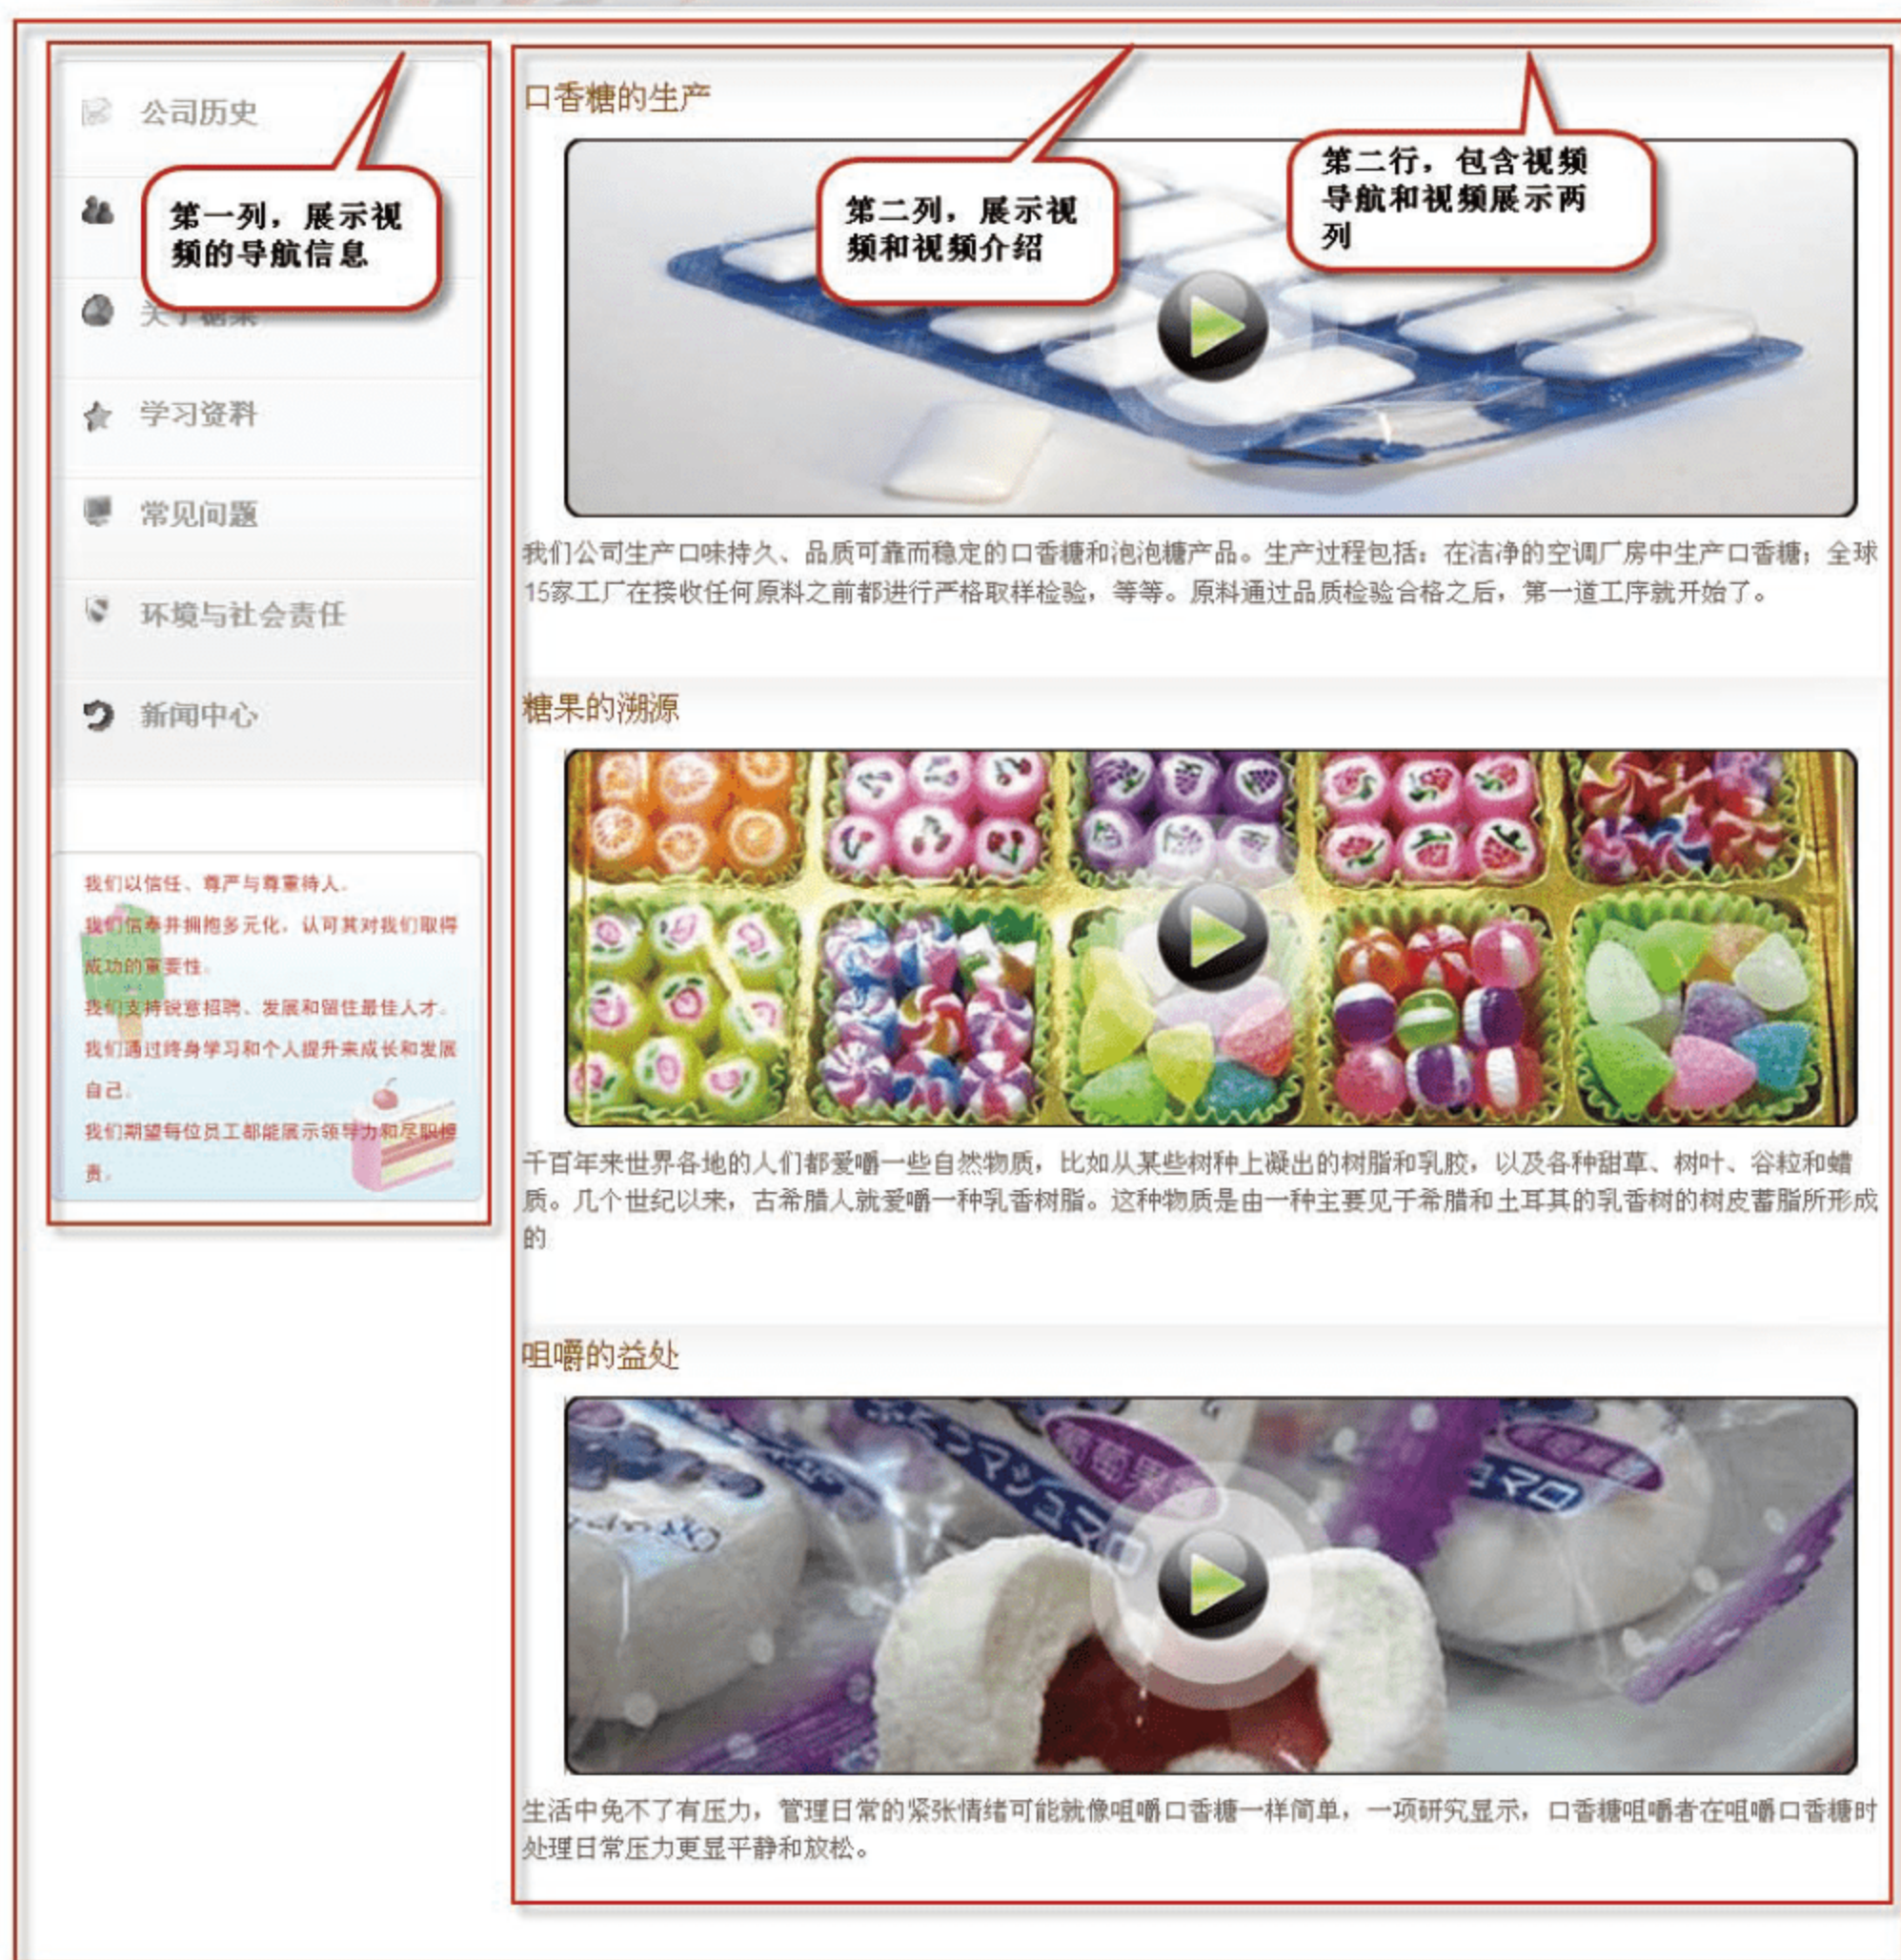 公司历史
第一列，展示视
频的导航信息
关于糖果
学习资料
常见问题
环境与社会责任
新闻中心
我们以信任、尊严与尊重待人。
我们信奉并拥抱多元化，认可其对我们取得
成功的重要性。
我们支持锐意招聘、发展和留住最佳人才。
我们通过终身学习和个人提升来成长和发展
自己。
我们期望每位员工都能展示领导力和尽职担
责。
口香糖的生产
第二列，展示视
频和视频介绍
第二行，包含视频
导航和视频展示两
列
我们公司生产口味持久、品质可靠而稳定的口香糖和泡泡糖产品。生产过程包括：在洁净的空调厂房中生产口香糖；全球
15家工厂在接收任何原料之前都进行严格取样检验，等等。原料通过品质检验合格之后，第一道工序就开始了。
糖果的溯源
千百年来世界各地的人们都爱嚼一些自然物质，比如从某些树种上凝出的树脂和乳胶，以及各种甜草、树叶、谷粒和蜡
质。几个世纪以来，古希腊人就爱嚼一种乳香树脂。这种物质是由一种主要见于希腊和土耳其的乳香树的树皮蓄脂所形成
的
咀嚼的益处
生活中免不了有压力，管理日常的紧张情绪可能就像咀嚼口香糖一样简单，一项研究显示，口香糖咀嚼者在咀嚼口香糖时
处理日常压力更显平静和放松。